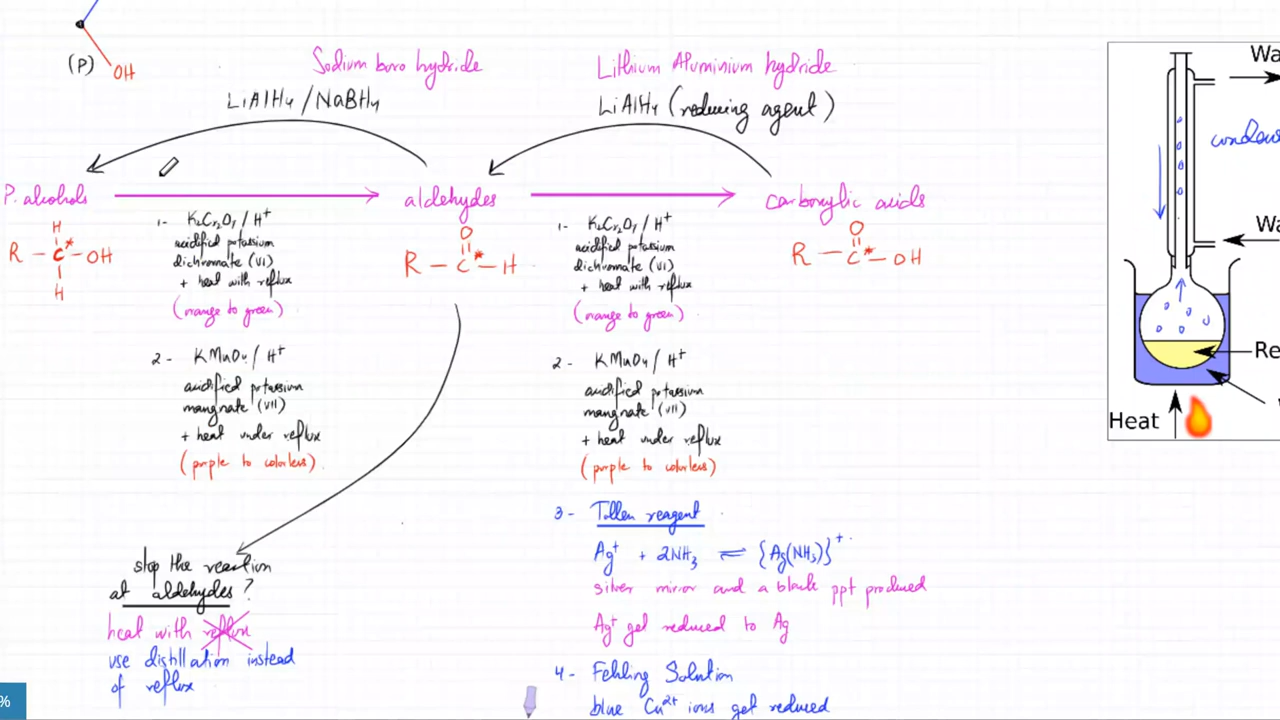 (P)
OH
Sodium boro hydride
LiAlH4 / NaBH4
Lithium Aluminium hydride
LiAlH4 (reducing agent)
P. alcohols
aldehydes
carboxylic acids
H
R - C* - OH
H
O
R - C* - H
O
R - C* - OH
1- K2Cr2O7 / H+
acidified potassium
dichromate (VI)
+ heat with reflux
(orange to green)
2- KMnO4 / H+
acidified potassium
mangnate (VII)
+ heat under reflux
(purple to colorless)
stop the reaction
at aldehydes?
heat with reflux
use distillation instead
of reflux
1- K2Cr2O7 / H+
acidified potassium
dichromate (VI)
+ heat with reflux
(orange to green)
2- KMnO4 / H+
acidified potassium
mangnate (VII)
+ heat under reflux
(purple to colorless)
3- Tollen reagent
Ag+ + 2NH3 ⇌ {Ag(NH3)}+
silver mirror and a black ppt produced
Ag+ get reduced to Ag
4- Fehling Solution
blue Cu2+ ions get reduced
Wa
condens
Wa
Re
Heat
%